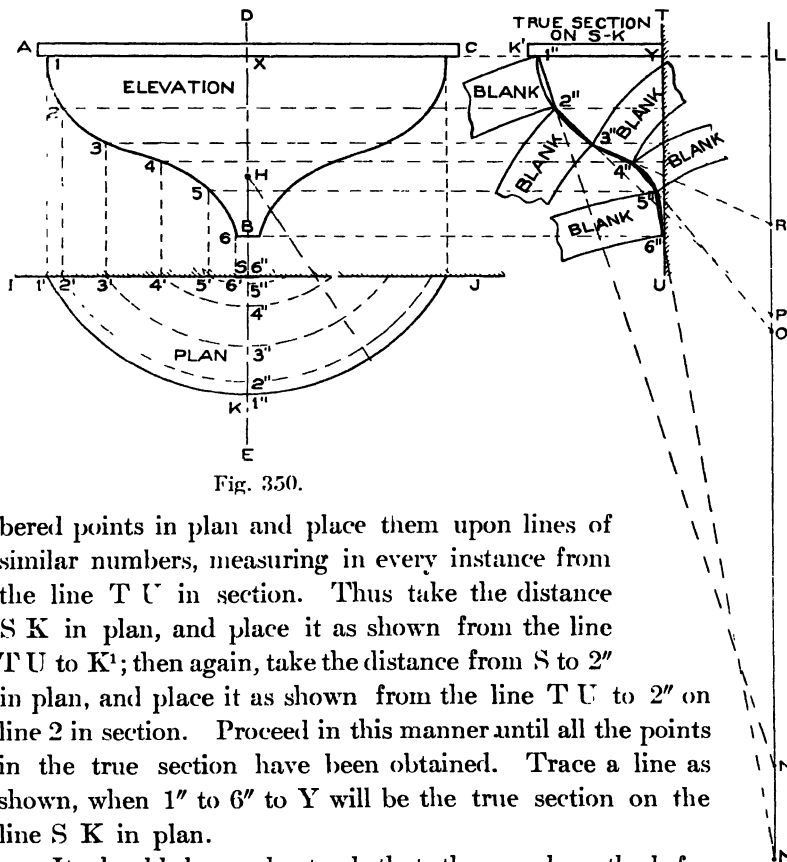 D
T
TRUE SECTION
ON S-K
A
C
K'
1
X
1"
Y
L
ELEVATION
BLANK
2
2"
BLANK
3
3"
BLANK
4
4"
BLANK
H
5
5"
R
B
BLANK
6
6"
S 6"
I 1' 2' 3' 4' 5' 6' 5" J
U
4"
P
O
PLAN
3"
2"
K 1"
E
Fig. 350.
bered points in plan and place them upon lines of
similar numbers, measuring in every instance from
the line T U in section. Thus take the distance
S K in plan, and place it as shown from the line
T U to K¹; then again, take the distance from S to 2″
in plan, and place it as shown from the line T U to 2″ on
line 2 in section. Proceed in this manner until all the points
in the true section have been obtained. Trace a line as
shown, when 1″ to 6″ to Y will be the true section on the
line S K in plan.